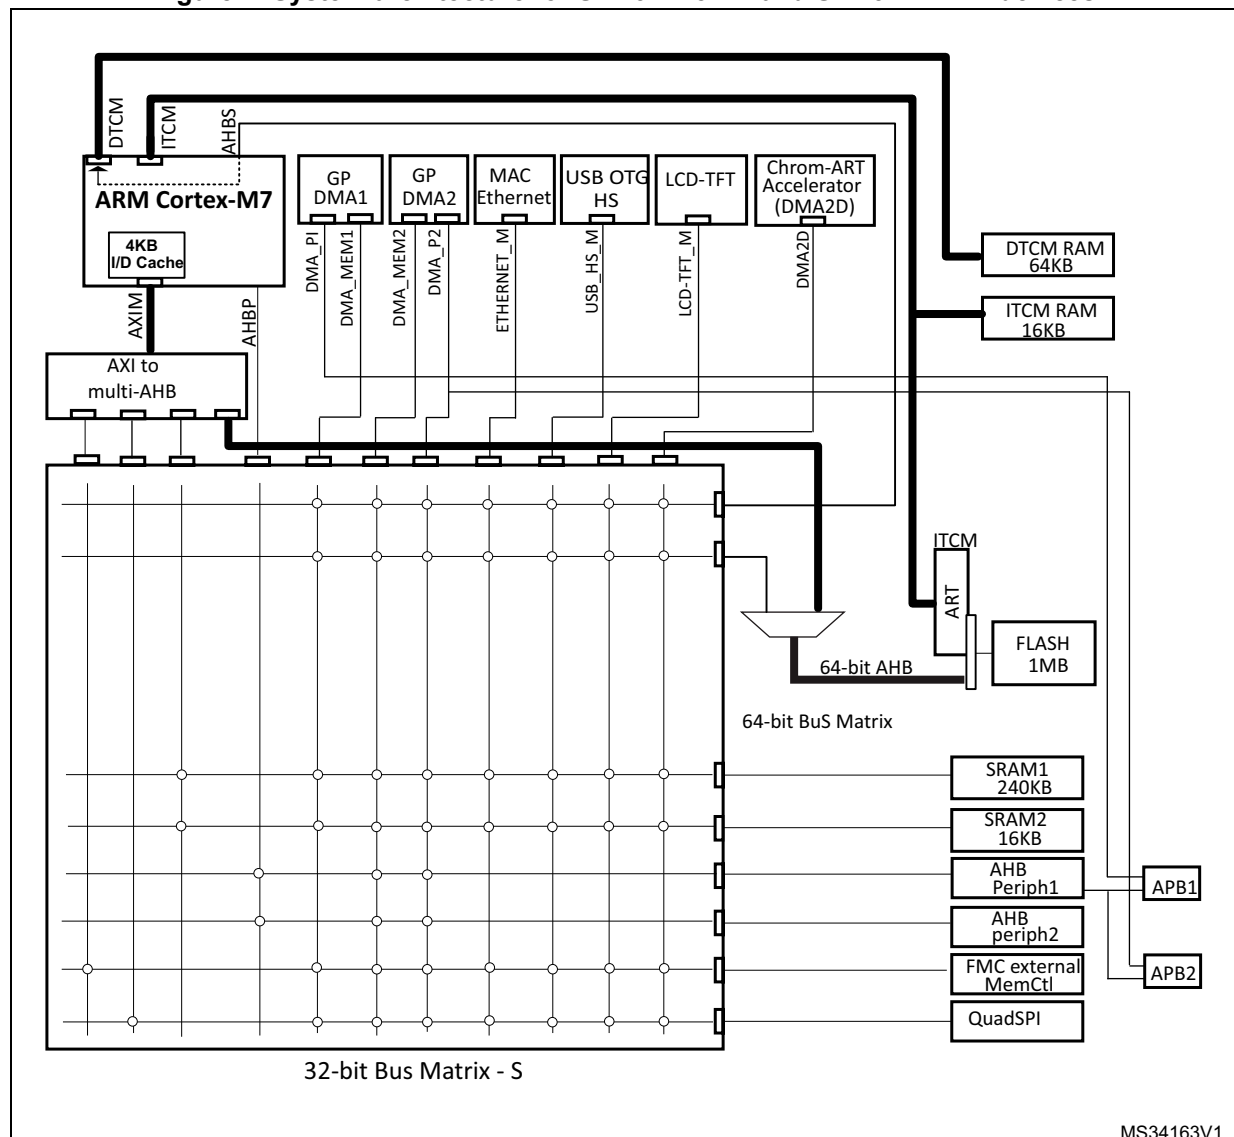 DTCM
ITCM
AHBS
ARM Cortex-M7
4KB
I/D Cache
AXIM
AHBP
GP
DMA1
GP
DMA2
MAC
Ethernet
USB OTG
HS
LCD-TFT
Chrom-ART
Accelerator
(DMA2D)
DMA_PI
DMA_MEM1
DMA_MEM2
DMA_P2
ETHERNET_M
USB_HS_M
LCD-TFT_M
DMA2D
DTCM RAM
64KB
ITCM RAM
16KB
AXI to
multi-AHB
ITCM
ART
FLASH
1MB
64-bit AHB
64-bit BuS Matrix
SRAM1
240KB
SRAM2
16KB
AHB
Periph1
APB1
AHB
periph2
FMC external
MemCtl
APB2
QuadSPI
32-bit Bus Matrix - S
MS34163V1